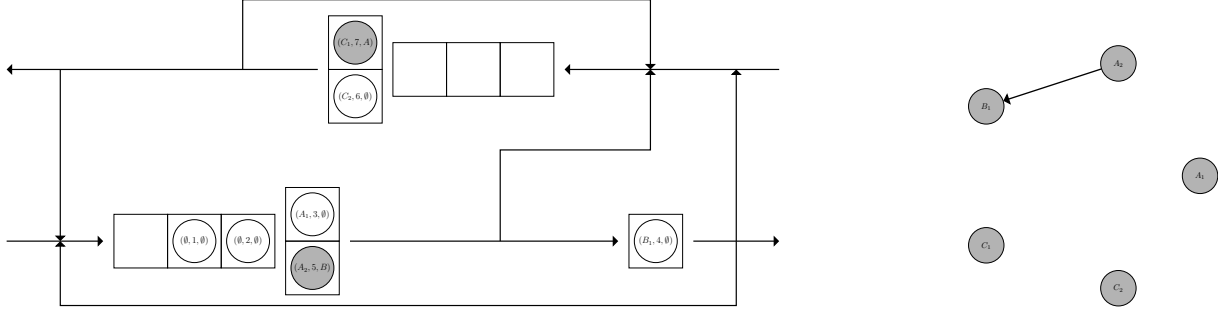 (C₁, 7, A)
(C₂, 6, ∅)
(∅, 1, ∅)
(∅, 2, ∅)
(A₁, 3, ∅)
(A₂, 5, B)
(B₁, 4, ∅)
A₂
B₁
A₁
C₁
C₂